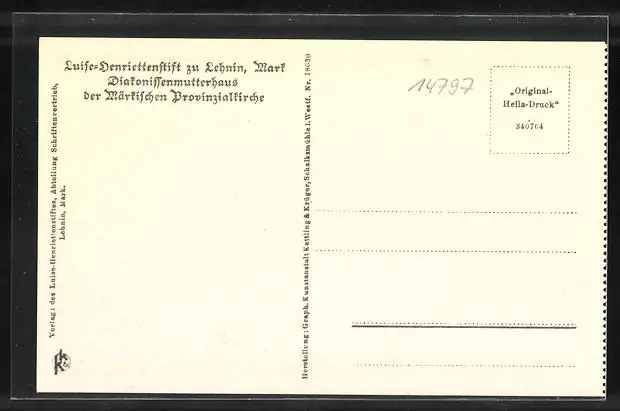 Luise-Henriettenstift zu Lehnin, Mark
Diakonissenmutterhaus
der Märkischen Provinzialkirche
Verlag: des Luise-Henriettenstiftes, Abteilung Schriftenvertrieb,
Lehnin, Mark.
Herstellung: Graph. Kunstanstalt Kettling & Krüger, Schalksmühle i. Westf. Nr. 18030
14797
„Original-
Hella-Druck“
340764